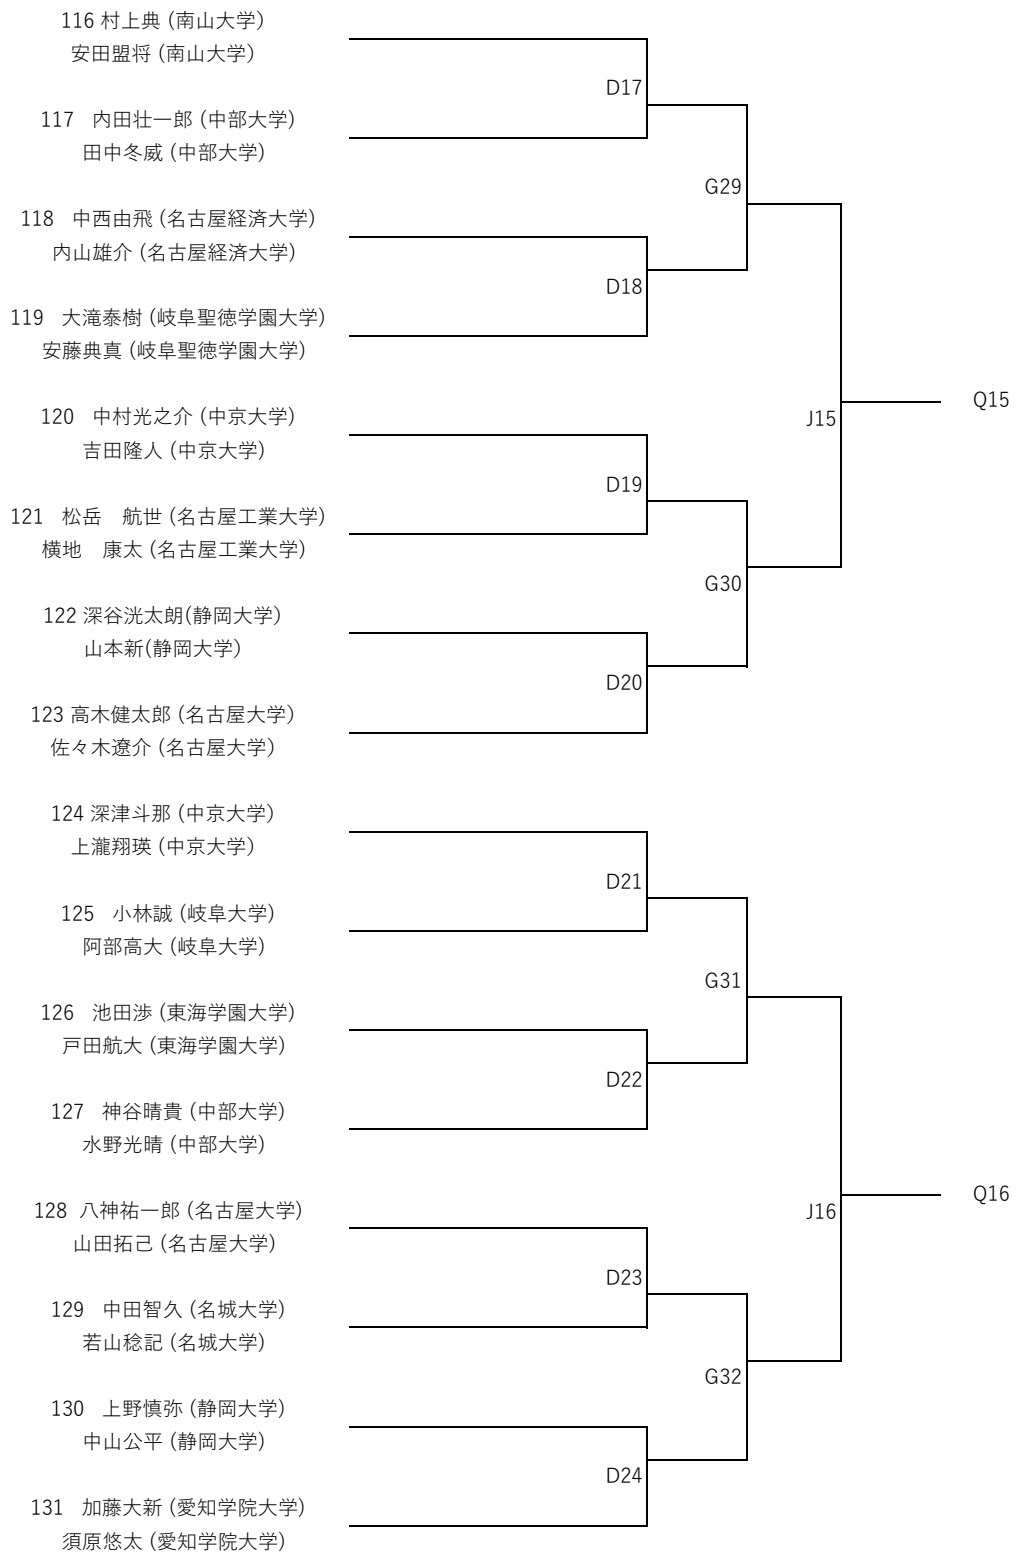 116 村上典 (南山大学)
安田盟将 (南山大学)
D17
117 内田壮一郎 (中部大学)
田中冬威 (中部大学)
G29
118 中西由飛 (名古屋経済大学)
内山雄介 (名古屋経済大学)
D18
119 大滝泰樹 (岐阜聖徳学園大学)
安藤典真 (岐阜聖徳学園大学)
Q15
J15
120 中村光之介 (中京大学)
吉田隆人 (中京大学)
D19
121 松岳　航世 (名古屋工業大学)
横地　康太 (名古屋工業大学)
G30
122 深谷洸太朗(静岡大学)
山本新(静岡大学)
D20
123 高木健太郎 (名古屋大学)
佐々木遼介 (名古屋大学)
124 深津斗那 (中京大学)
上瀧翔瑛 (中京大学)
D21
125 小林誠 (岐阜大学)
阿部高大 (岐阜大学)
G31
126 池田渉 (東海学園大学)
戸田航大 (東海学園大学)
D22
127 神谷晴貴 (中部大学)
水野光晴 (中部大学)
Q16
J16
128 八神祐一郎 (名古屋大学)
山田拓己 (名古屋大学)
D23
129 中田智久 (名城大学)
若山稔記 (名城大学)
G32
130 上野慎弥 (静岡大学)
中山公平 (静岡大学)
D24
131 加藤大新 (愛知学院大学)
須原悠太 (愛知学院大学)